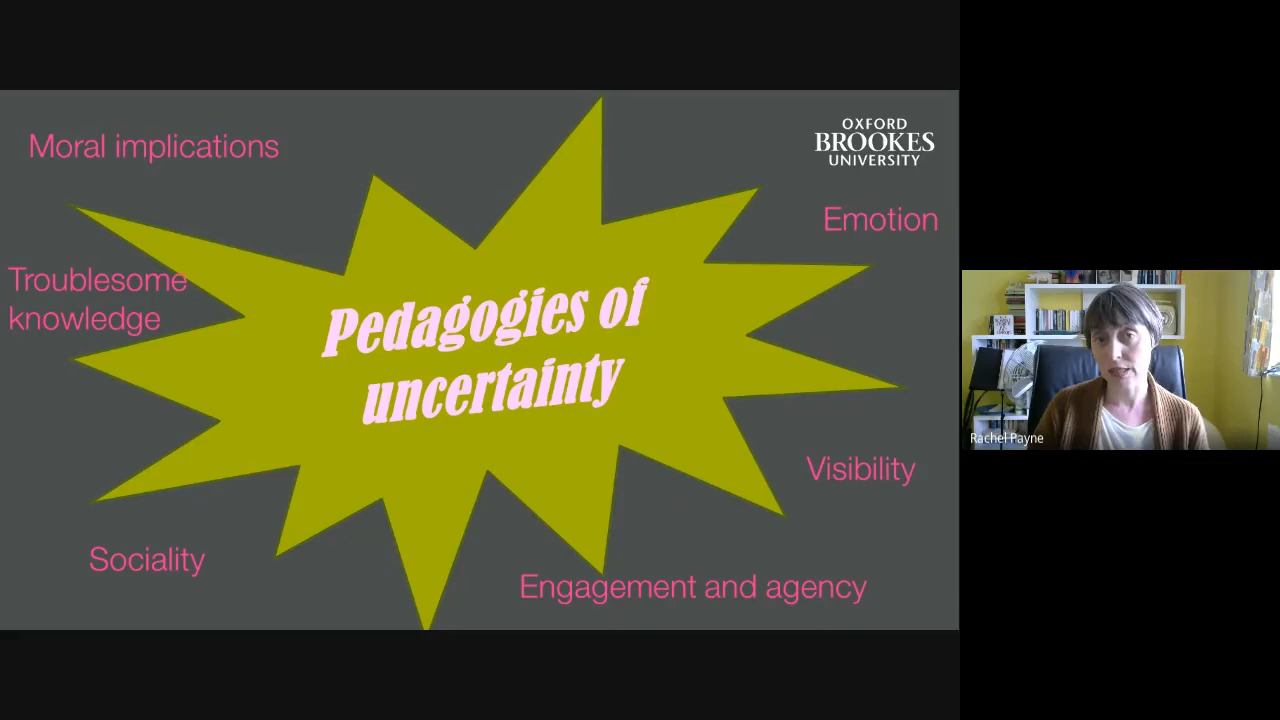 Moral implications
OXFORD
BROOKES
UNIVERSITY
Emotion
Troublesome
knowledge
Pedagogies of
uncertainty
Rachel Payne
Visibility
Sociality
Engagement and agency